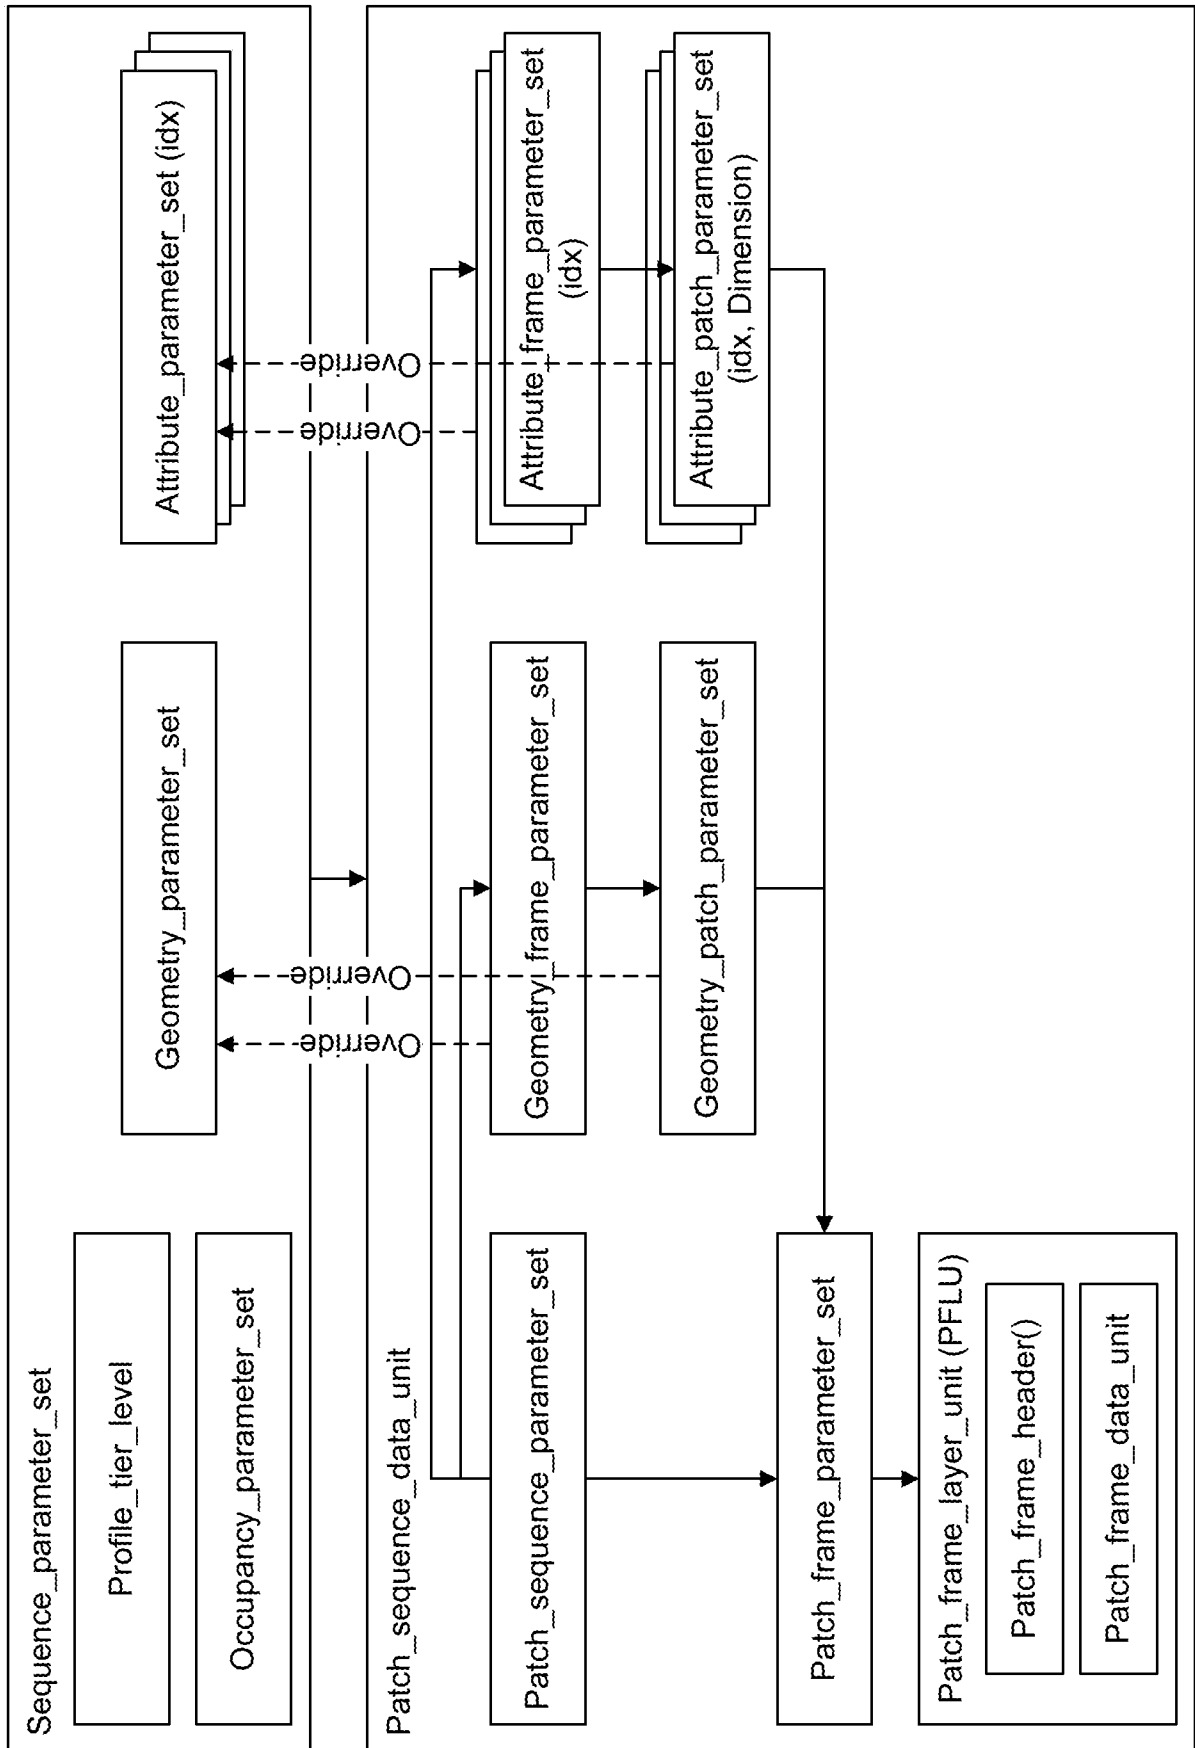 Sequence_parameter_set
Profile_tier_level
Occupancy_parameter_set
Geometry_parameter_set
Attribute_parameter_set (idx)
Override
Override
Override
Override
Patch_sequence_data_unit
Patch_sequence_parameter_set
Geometry_frame_parameter_set
Attribute_frame_parameter_set
(idx)
Geometry_patch_parameter_set
Attribute_patch_parameter_set
(idx, Dimension)
Patch_frame_parameter_set
Patch_frame_layer_unit (PFLU)
Patch_frame_header()
Patch_frame_data_unit